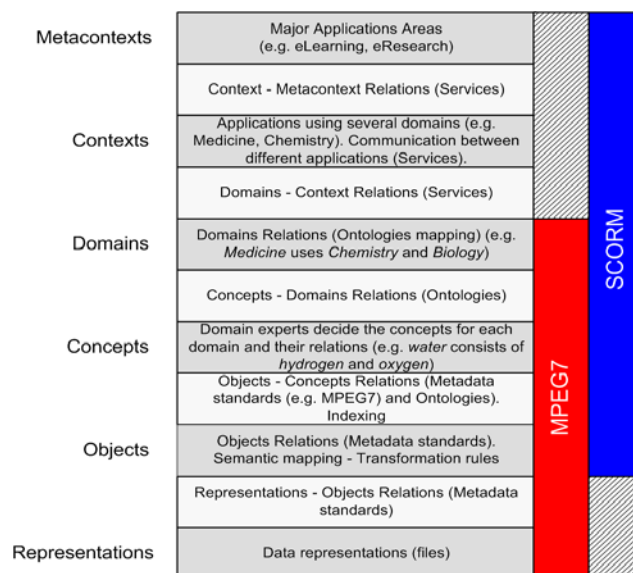 Metacontexts
Major Applications Areas
(e.g. eLearning, eResearch)
Context - Metacontext Relations (Services)
Contexts
Applications using several domains (e.g.
Medicine, Chemistry). Communication between
different applications (Services).
Domains - Context Relations (Services)
Domains
Domains Relations (Ontologies mapping) (e.g.
Medicine uses Chemistry and Biology)
Concepts - Domains Relations (Ontologies)
Concepts
Domain experts decide the concepts for each
domain and their relations (e.g. water consists of
hydrogen and oxygen)
Objects - Concepts Relations (Metadata
standards (e.g. MPEG7) and Ontologies).
Indexing
Objects
Objects Relations (Metadata standards).
Semantic mapping - Transformation rules
Representations - Objects Relations (Metadata
standards)
Representations
Data representations (files)
MPEG7
SCORM